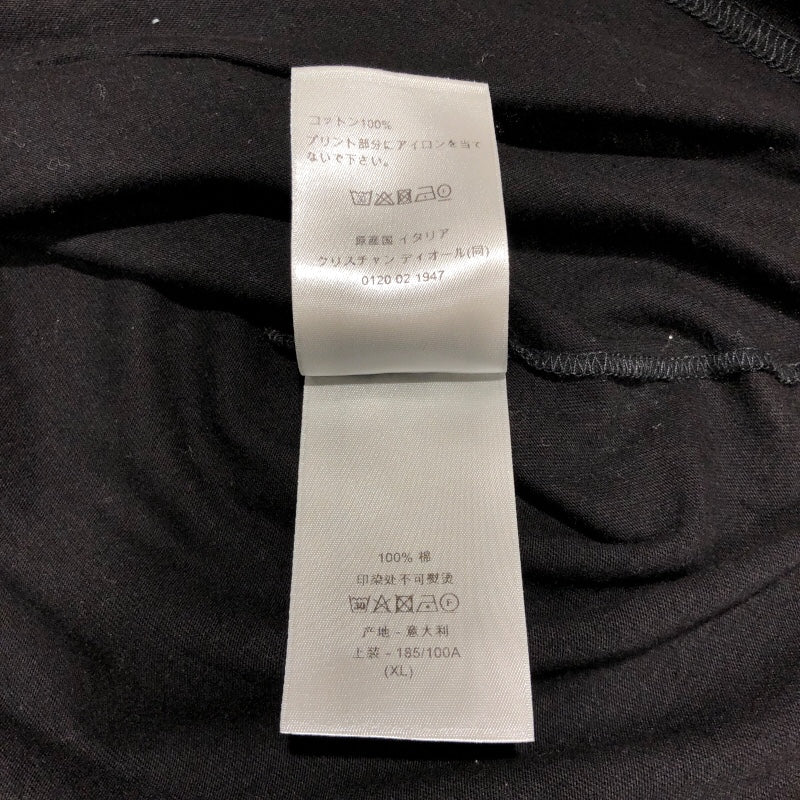 コットン100%
プリント部分にアイロンを当て
ないで下さい。
原産国 イタリア
クリスチャン ディオール(同)
0120 02 1947
100% 棉
印染处不可熨烫
30
F
产地 - 意大利
上装 - 185/100A
(XL)